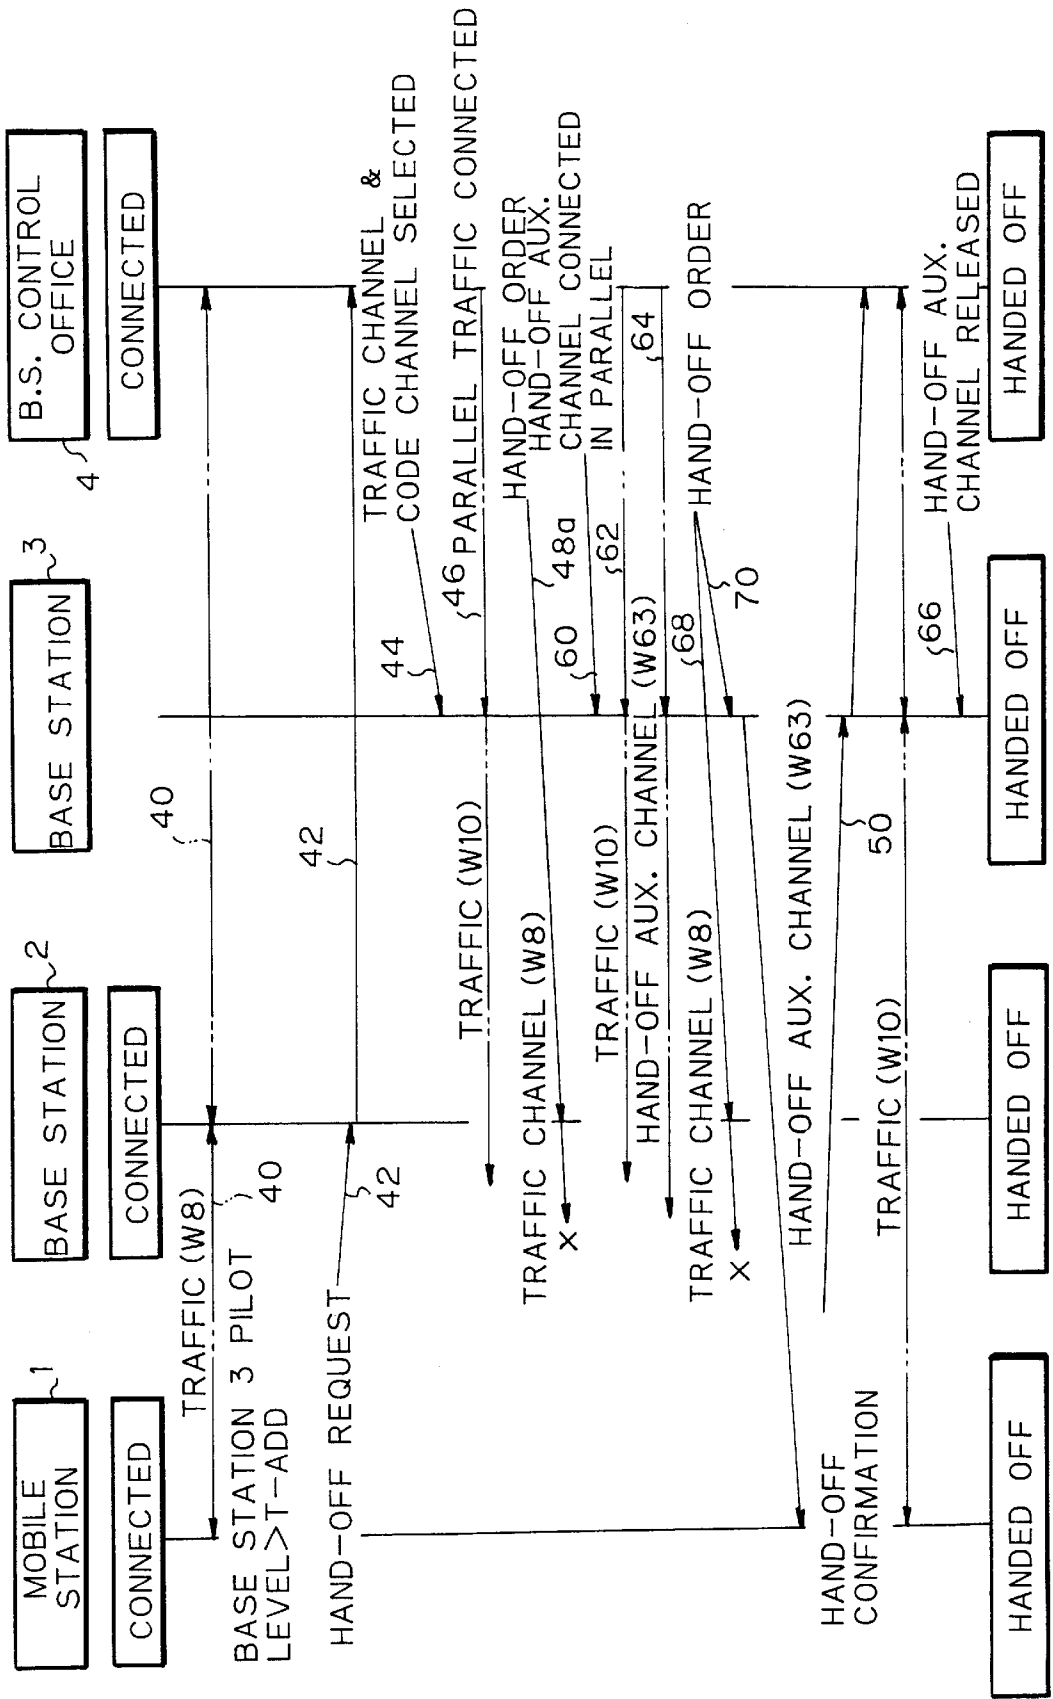 MOBILE
STATION
1
BASE STATION
2
BASE STATION
3
B.S. CONTROL
OFFICE
4
CONNECTED
CONNECTED
CONNECTED
TRAFFIC (W8)
40
40
BASE STATION 3 PILOT
LEVEL>T-ADD
HAND-OFF REQUEST
42
42
TRAFFIC CHANNEL &
CODE CHANNEL SELECTED
44
46
PARALLEL TRAFFIC CONNECTED
TRAFFIC (W10)
HAND-OFF ORDER
48a
TRAFFIC CHANNEL (W8)
X
HAND-OFF AUX.
CHANNEL CONNECTED
IN PARALLEL
60
62
TRAFFIC (W10)
64
HAND-OFF AUX. CHANNEL (W63)
HAND-OFF ORDER
68
70
TRAFFIC CHANNEL (W8)
X
HAND-OFF AUX. CHANNEL (W63)
HAND-OFF
CONFIRMATION
50
TRAFFIC (W10)
HAND-OFF AUX.
CHANNEL RELEASED
66
HANDED OFF
HANDED OFF
HANDED OFF
HANDED OFF